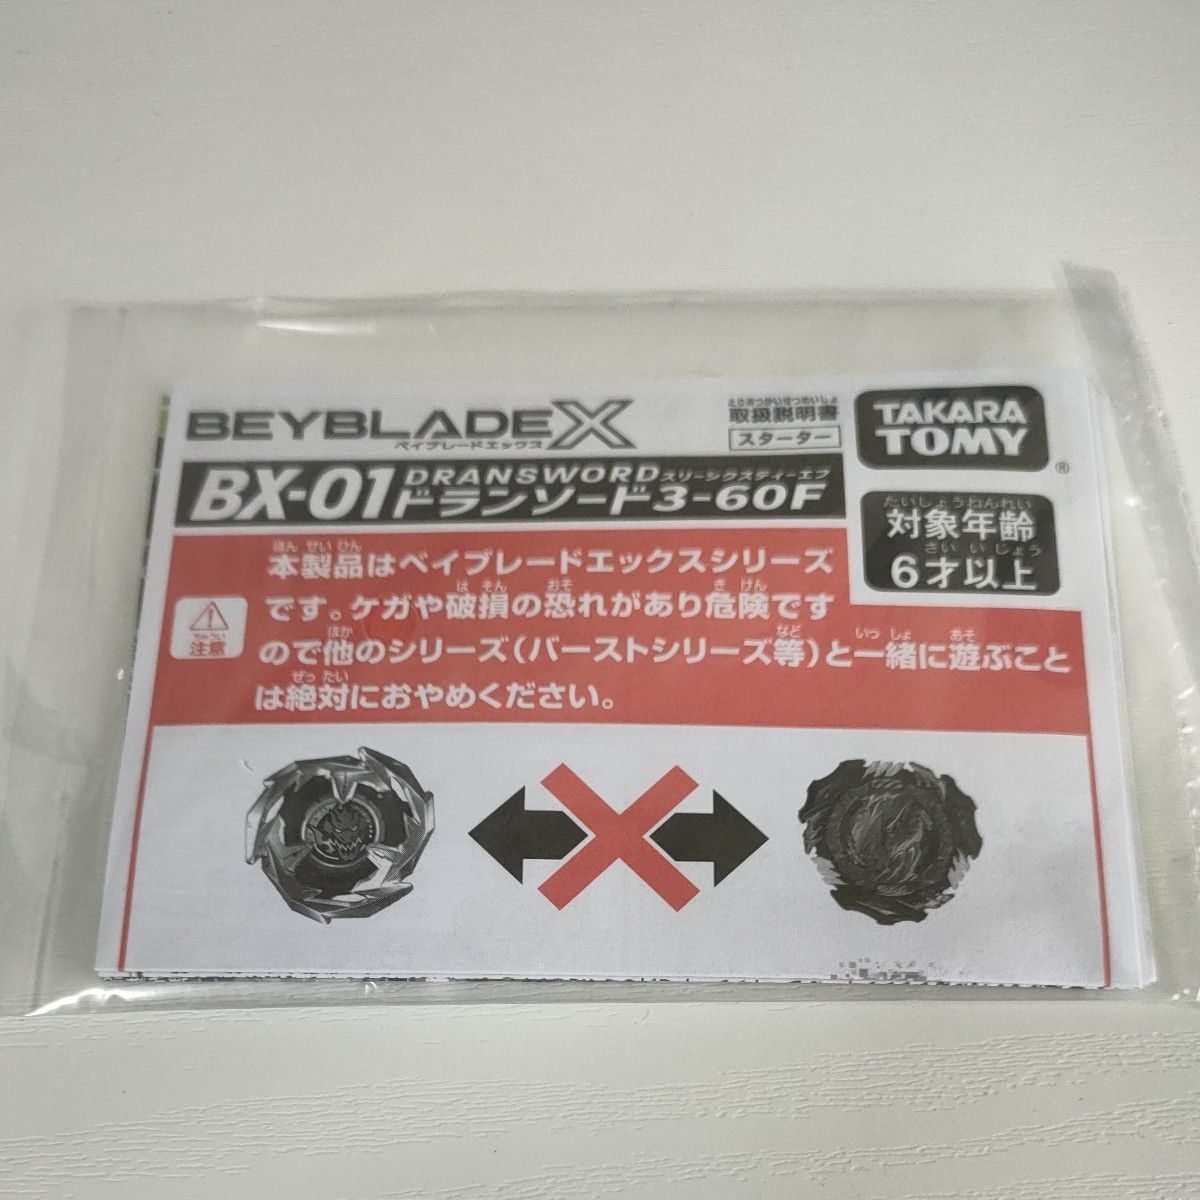 BEYBLADE X
ベイブレードエックス
とりあつかいせつめいしょ
取扱説明書
スターター
TAKARA
TOMY
®
BX-01
DRANSWORD スリーシックスティーエフ
ドランソード3-60F
たいしょうねんれい
対象年齢
さい いじょう
6才以上
ほん せい ひん
本製品はベイブレードエックスシリーズ
は そん おそ き けん
です。ケガや破損の恐れがあり危険です
ほか など いっ しょ あそ
ので他のシリーズ(バーストシリーズ等)と一緒に遊ぶこと
ぜっ たい
は絶対におやめください。
ちゅうい
注意